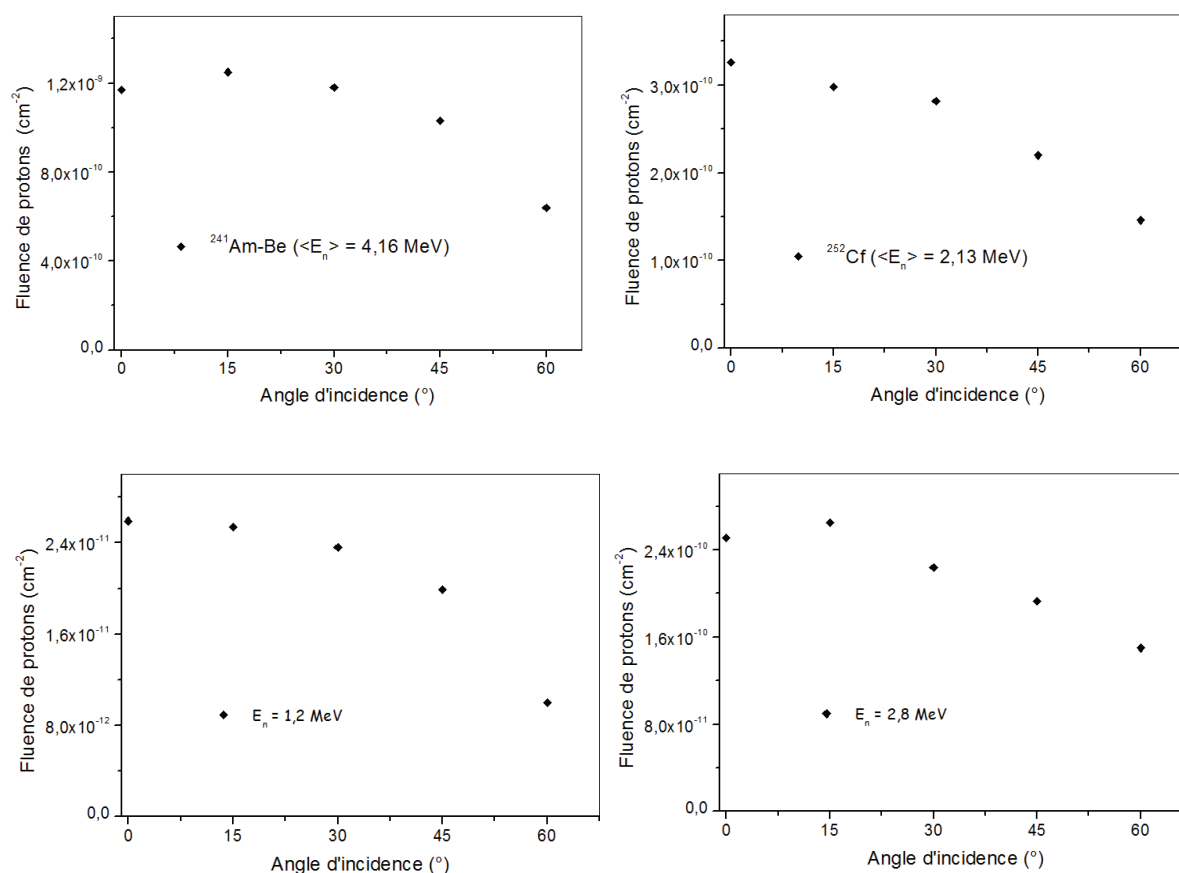 Fluence de protons (cm⁻²)
1,2x10⁻⁹
8,0x10⁻¹⁰
4,0x10⁻¹⁰
0,0
²⁴¹Am-Be (<Eₙ> = 4,16 MeV)
0 15 30 45 60
Angle d'incidence (°)
Fluence de protons (cm⁻²)
3,0x10⁻¹⁰
2,0x10⁻¹⁰
1,0x10⁻¹⁰
0,0
²⁵²Cf (<Eₙ> = 2,13 MeV)
0 15 30 45 60
Angle d'incidence (°)
Fluence de protons (cm⁻²)
2,4x10⁻¹¹
1,6x10⁻¹¹
8,0x10⁻¹²
0,0
Eₙ = 1,2 MeV
0 15 30 45 60
Angle d'incidence (°)
Fluence de protons (cm⁻²)
2,4x10⁻¹⁰
1,6x10⁻¹⁰
8,0x10⁻¹¹
0,0
Eₙ = 2,8 MeV
0 15 30 45 60
Angle d'incidence (°)